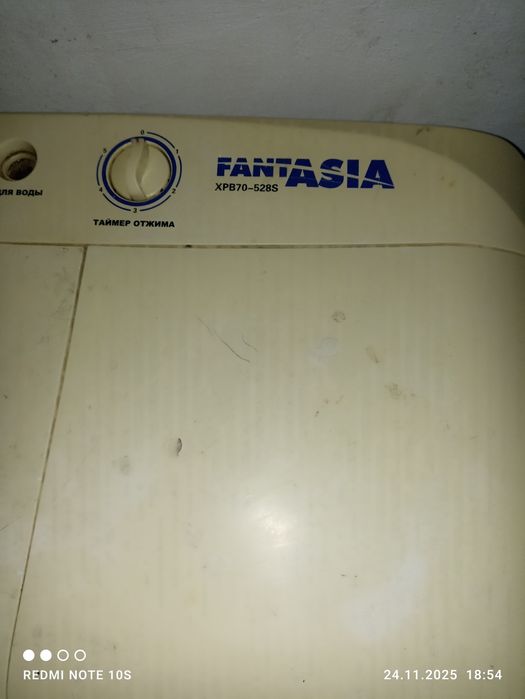 0
1
2
3
4
5
FANTASIA
XPB70-528S
ДЛЯ ВОДЫ
ТАЙМЕР ОТЖИМА
REDMI NOTE 10S
24.11.2025 18:54